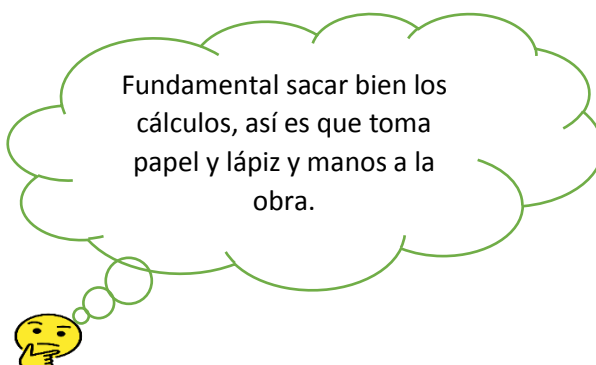 Fundamental sacar bien los
cálculos, así es que toma
papel y lápiz y manos a la
obra.